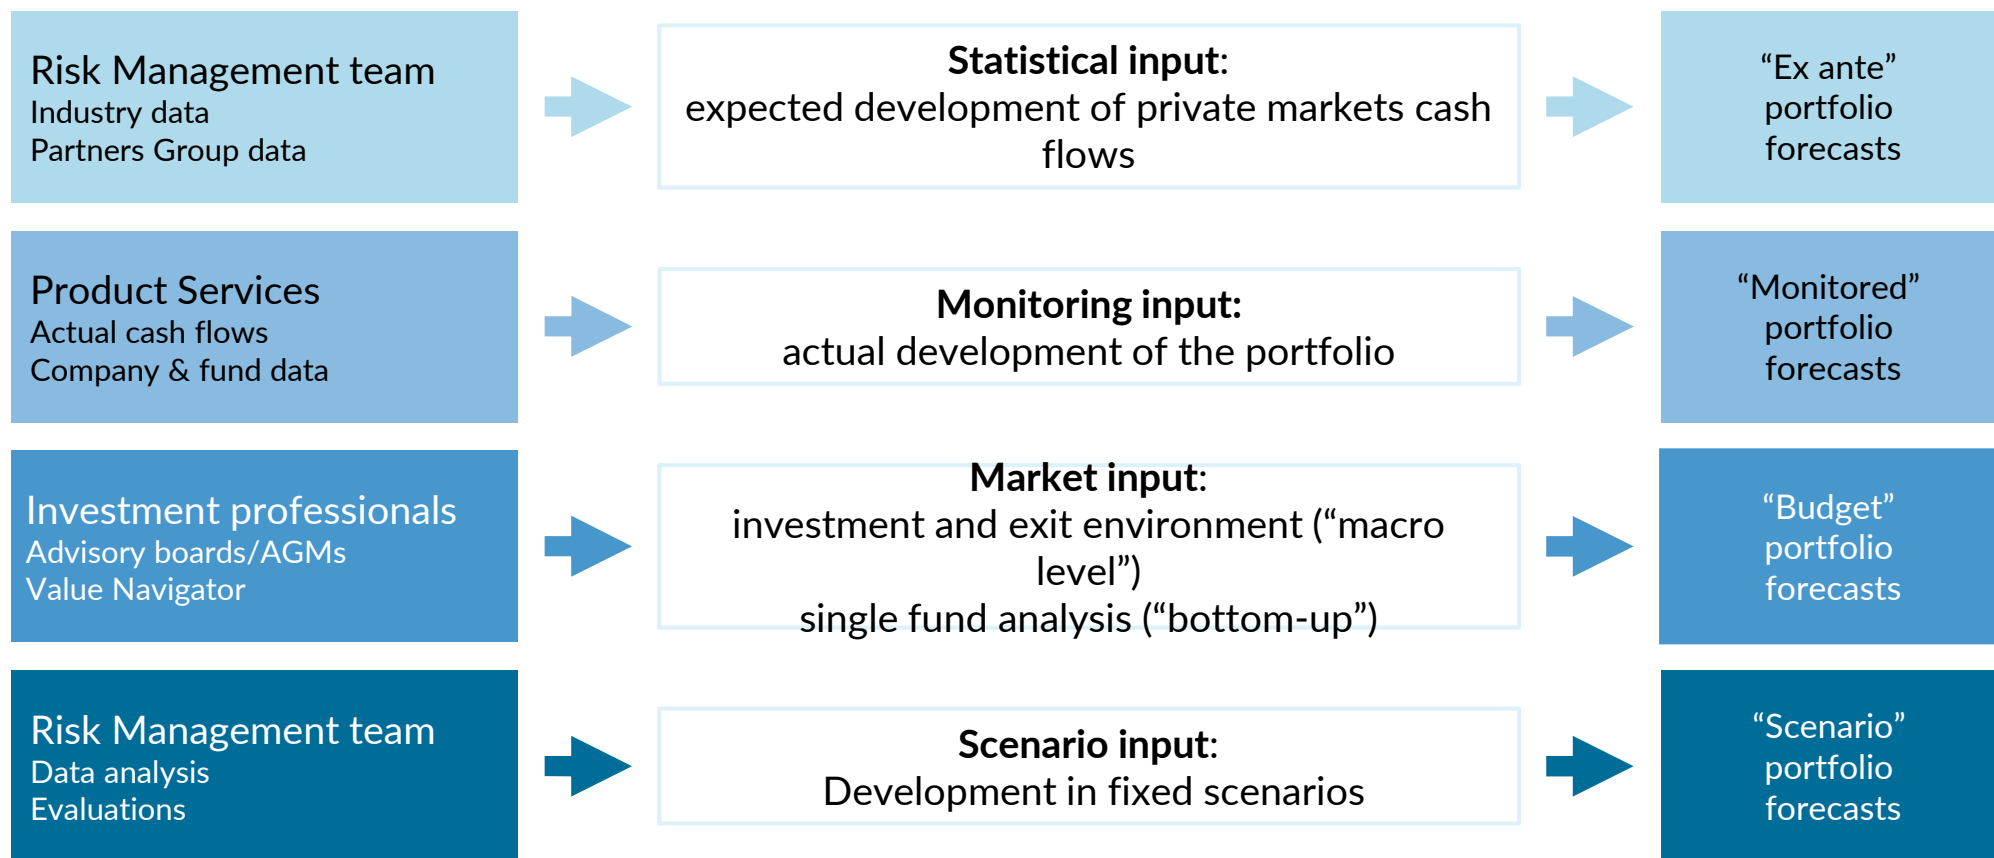 Risk Management team
Industry data
Partners Group data
Statistical input:
expected development of private markets cash
flows
“Ex ante”
portfolio
forecasts
Product Services
Actual cash flows
Company & fund data
Monitoring input:
actual development of the portfolio
“Monitored”
portfolio
forecasts
Investment professionals
Advisory boards/AGMs
Value Navigator
Market input:
investment and exit environment (“macro
level”)
single fund analysis (“bottom-up”)
“Budget”
portfolio
forecasts
Risk Management team
Data analysis
Evaluations
Scenario input:
Development in fixed scenarios
“Scenario”
portfolio
forecasts